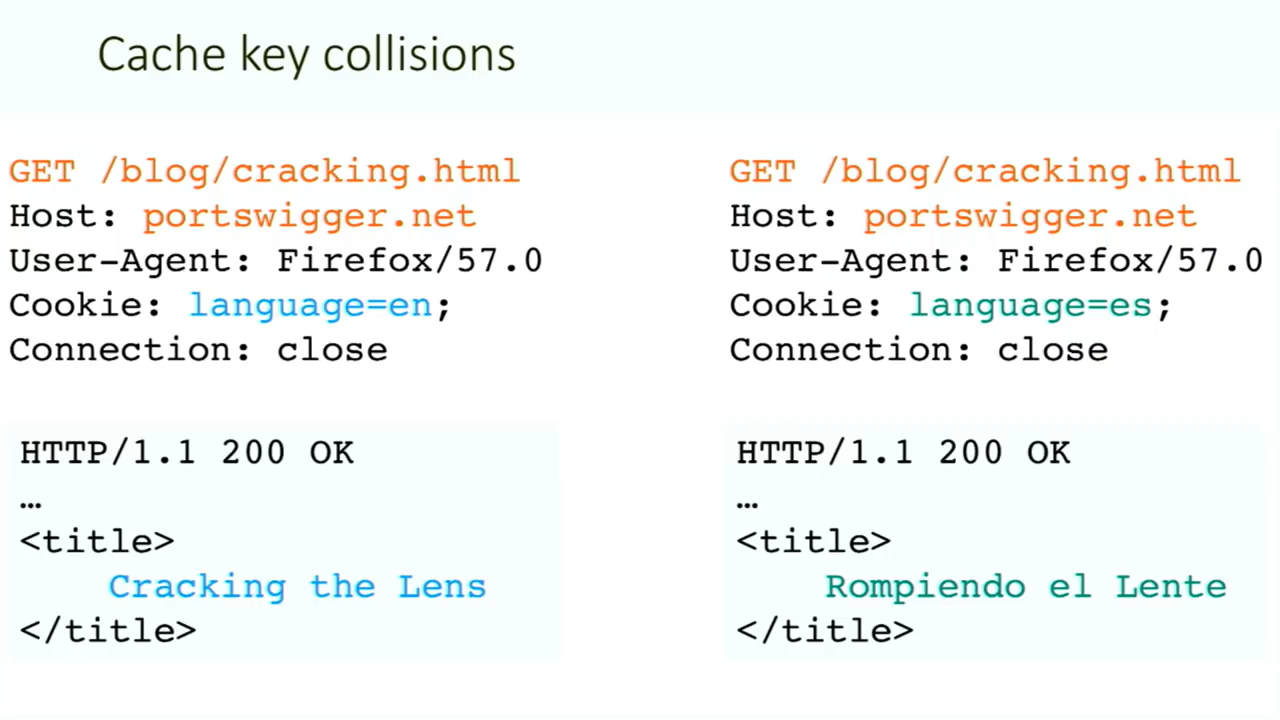 Cache key collisions
GET /blog/cracking.html
Host: portswigger.net
User-Agent: Firefox/57.0
Cookie: language=en;
Connection: close
HTTP/1.1 200 OK
…
<title>
Cracking the Lens
</title>
GET /blog/cracking.html
Host: portswigger.net
User-Agent: Firefox/57.0
Cookie: language=es;
Connection: close
HTTP/1.1 200 OK
…
<title>
Rompiendo el Lente
</title>